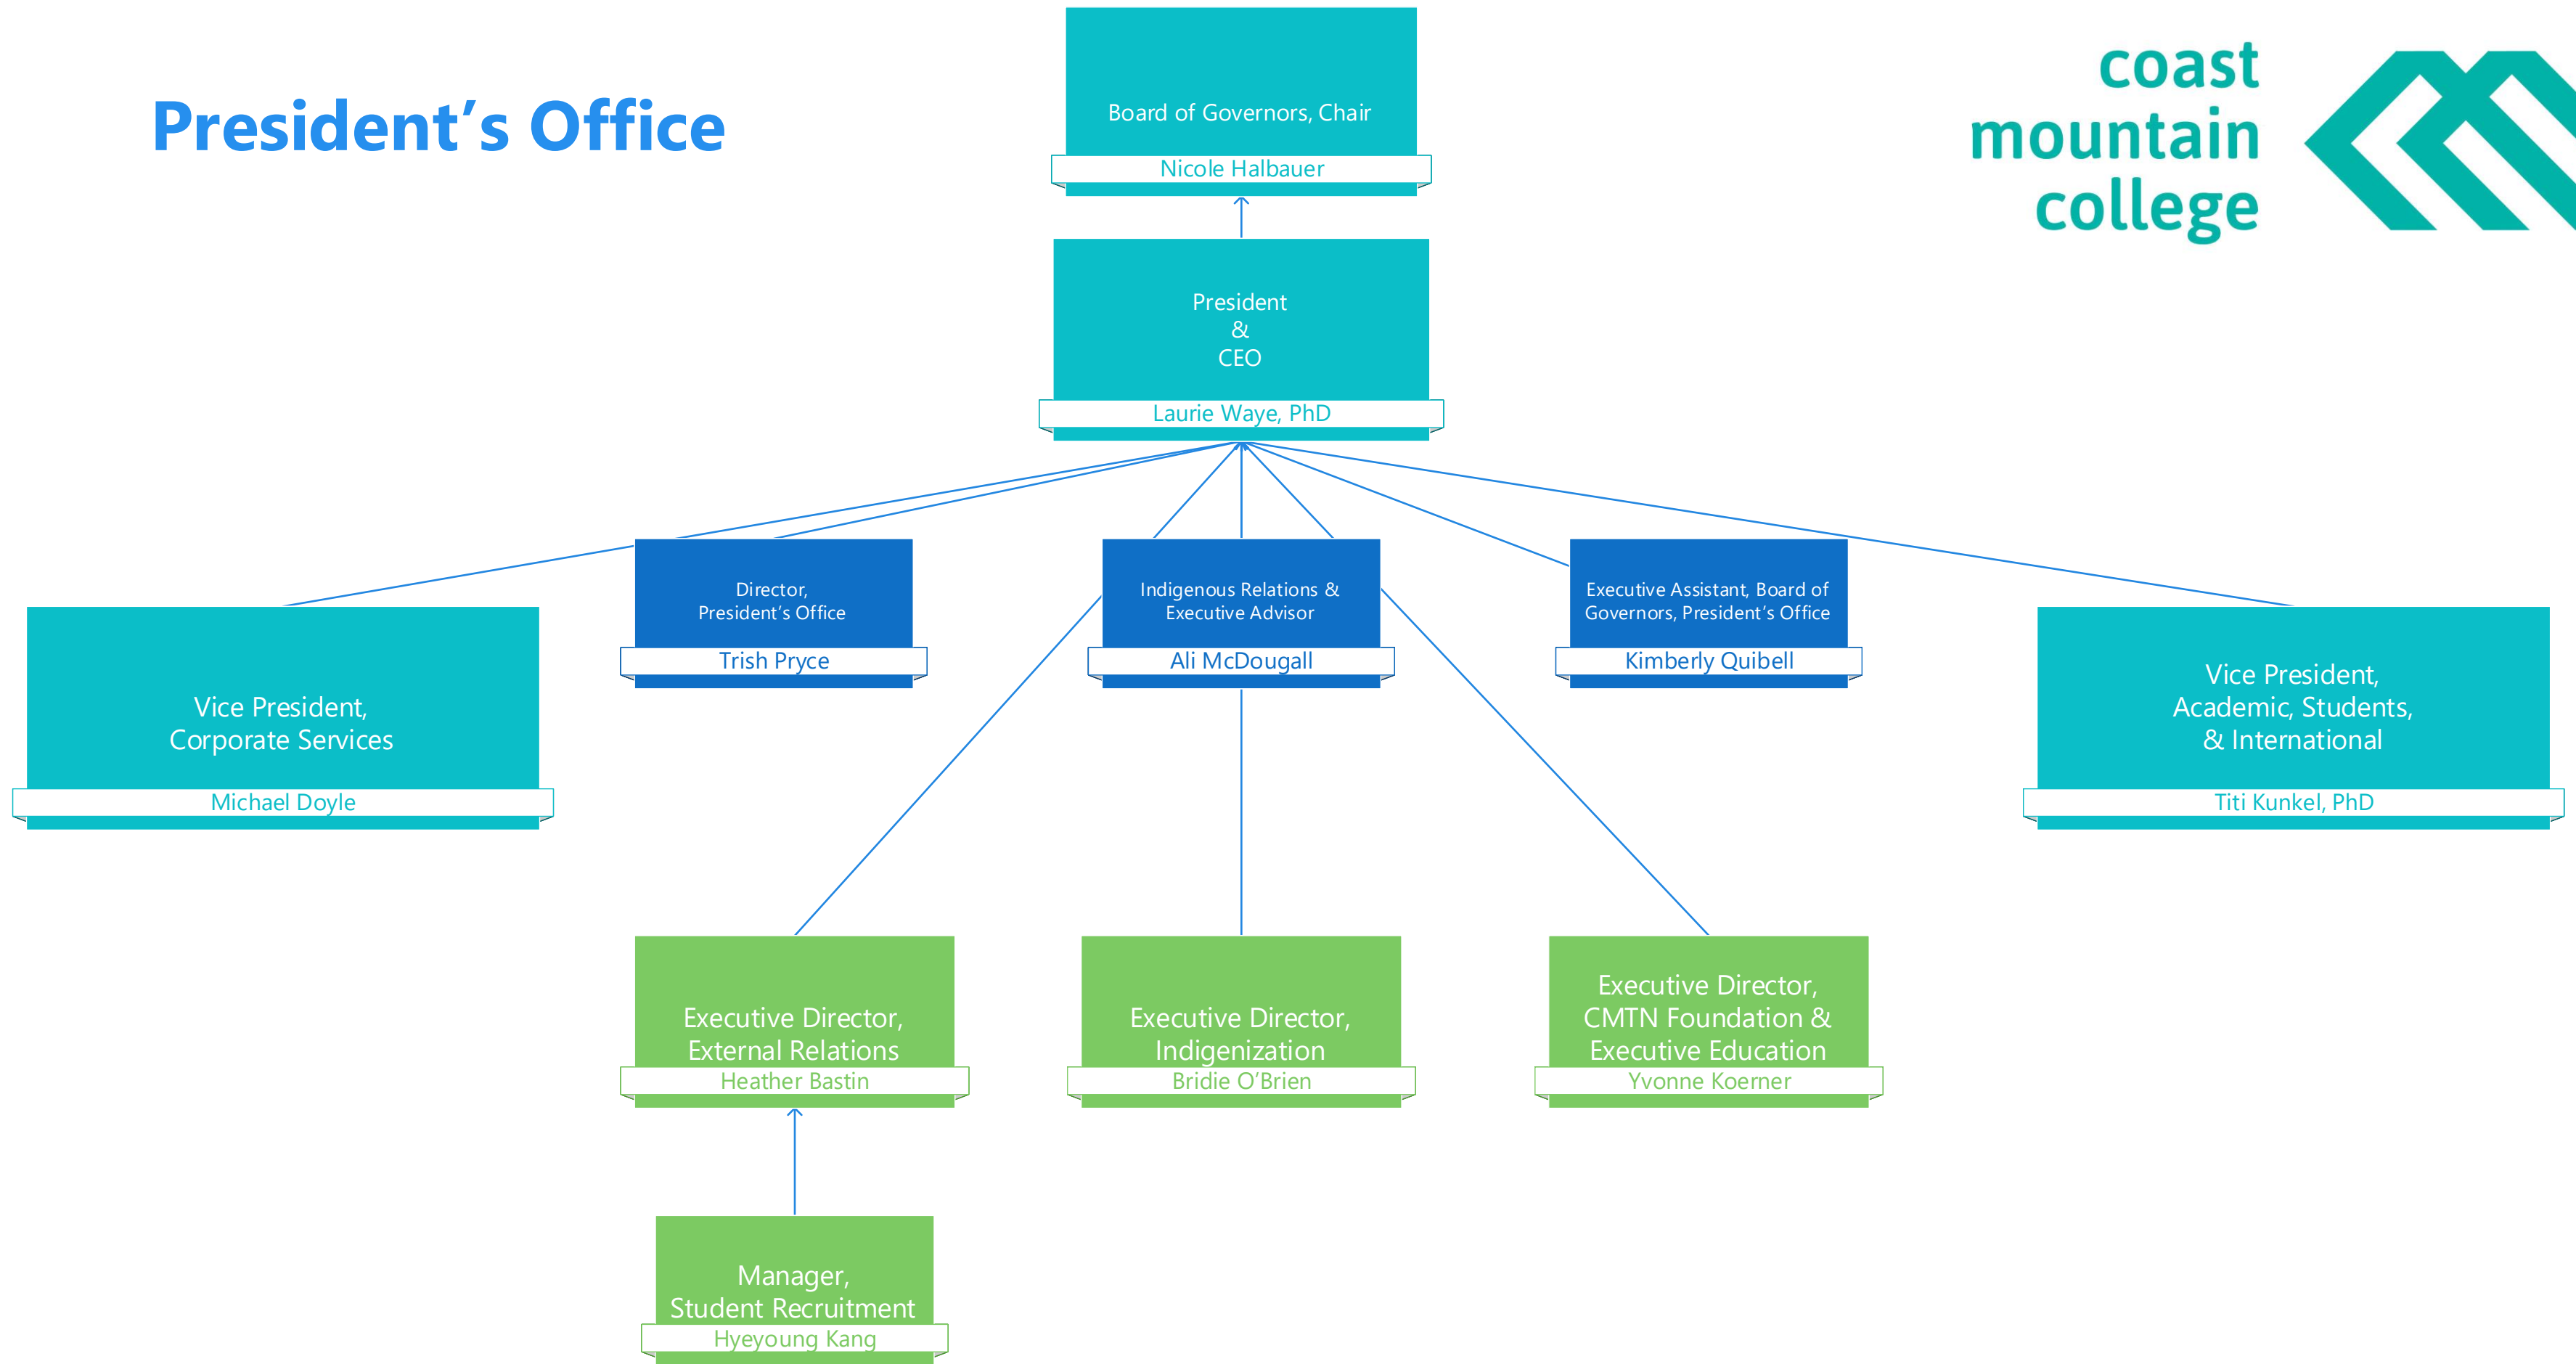 President’s Office
coast
mountain
college
Board of Governors, Chair
Nicole Halbauer
President
&
CEO
Laurie Waye, PhD
Director,
President’s Office
Trish Pryce
Indigenous Relations &
Executive Advisor
Ali McDougall
Executive Assistant, Board of
Governors, President’s Office
Kimberly Quibell
Vice President,
Corporate Services
Michael Doyle
Vice President,
Academic, Students,
& International
Titi Kunkel, PhD
Executive Director,
External Relations
Heather Bastin
Executive Director,
Indigenization
Bridie O’Brien
Executive Director,
CMTN Foundation &
Executive Education
Yvonne Koerner
Manager,
Student Recruitment
Hyeyoung Kang